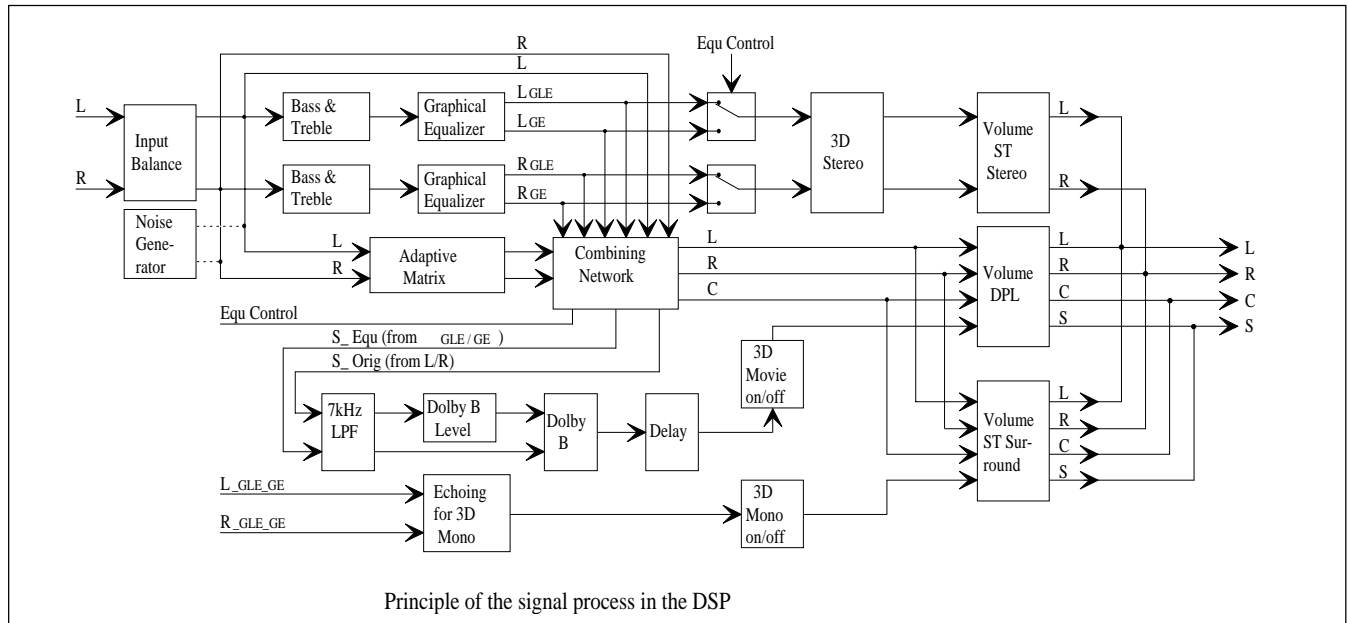 R
Equ Control
L
L
Input
Balance
R
Bass &
Treble
Graphical
Equalizer
L GLE
L GE
Bass &
Treble
Graphical
Equalizer
R GLE
R GE
3D
Stereo
Volume
ST
Stereo
L
R
Noise
Gene-
rator
L
R
Adaptive
Matrix
Combining
Network
L
R
C
Volume
DPL
L
R
C
S
L
R
C
S
Equ Control
S_ Equ (from GLE / GE )
S_ Orig (from L/R)
7kHz
LPF
Dolby B
Level
Dolby
B
Delay
3D
Movie
on/off
Volume
ST Sur-
round
L
R
C
S
L_GLE_GE
R_GLE_GE
Echoing
for 3D
Mono
3D
Mono
on/off
Principle of the signal process in the DSP